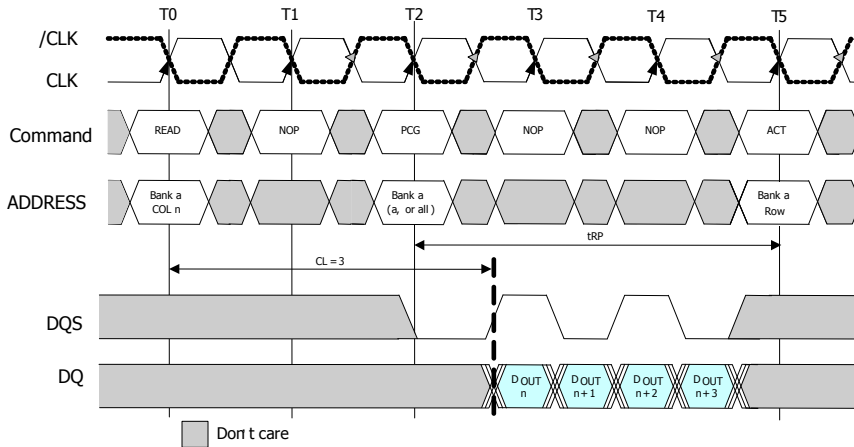 T0 T1 T2 T3 T4 T5
/CLK
CLK
Command READ NOP PCG NOP NOP ACT
ADDRESS Bank a COL n Bank a (a, or all) Bank a Row
tRP
CL = 3
DQS
DQ DOUT n DOUT n+1 DOUT n+2 DOUT n+3
Don't care